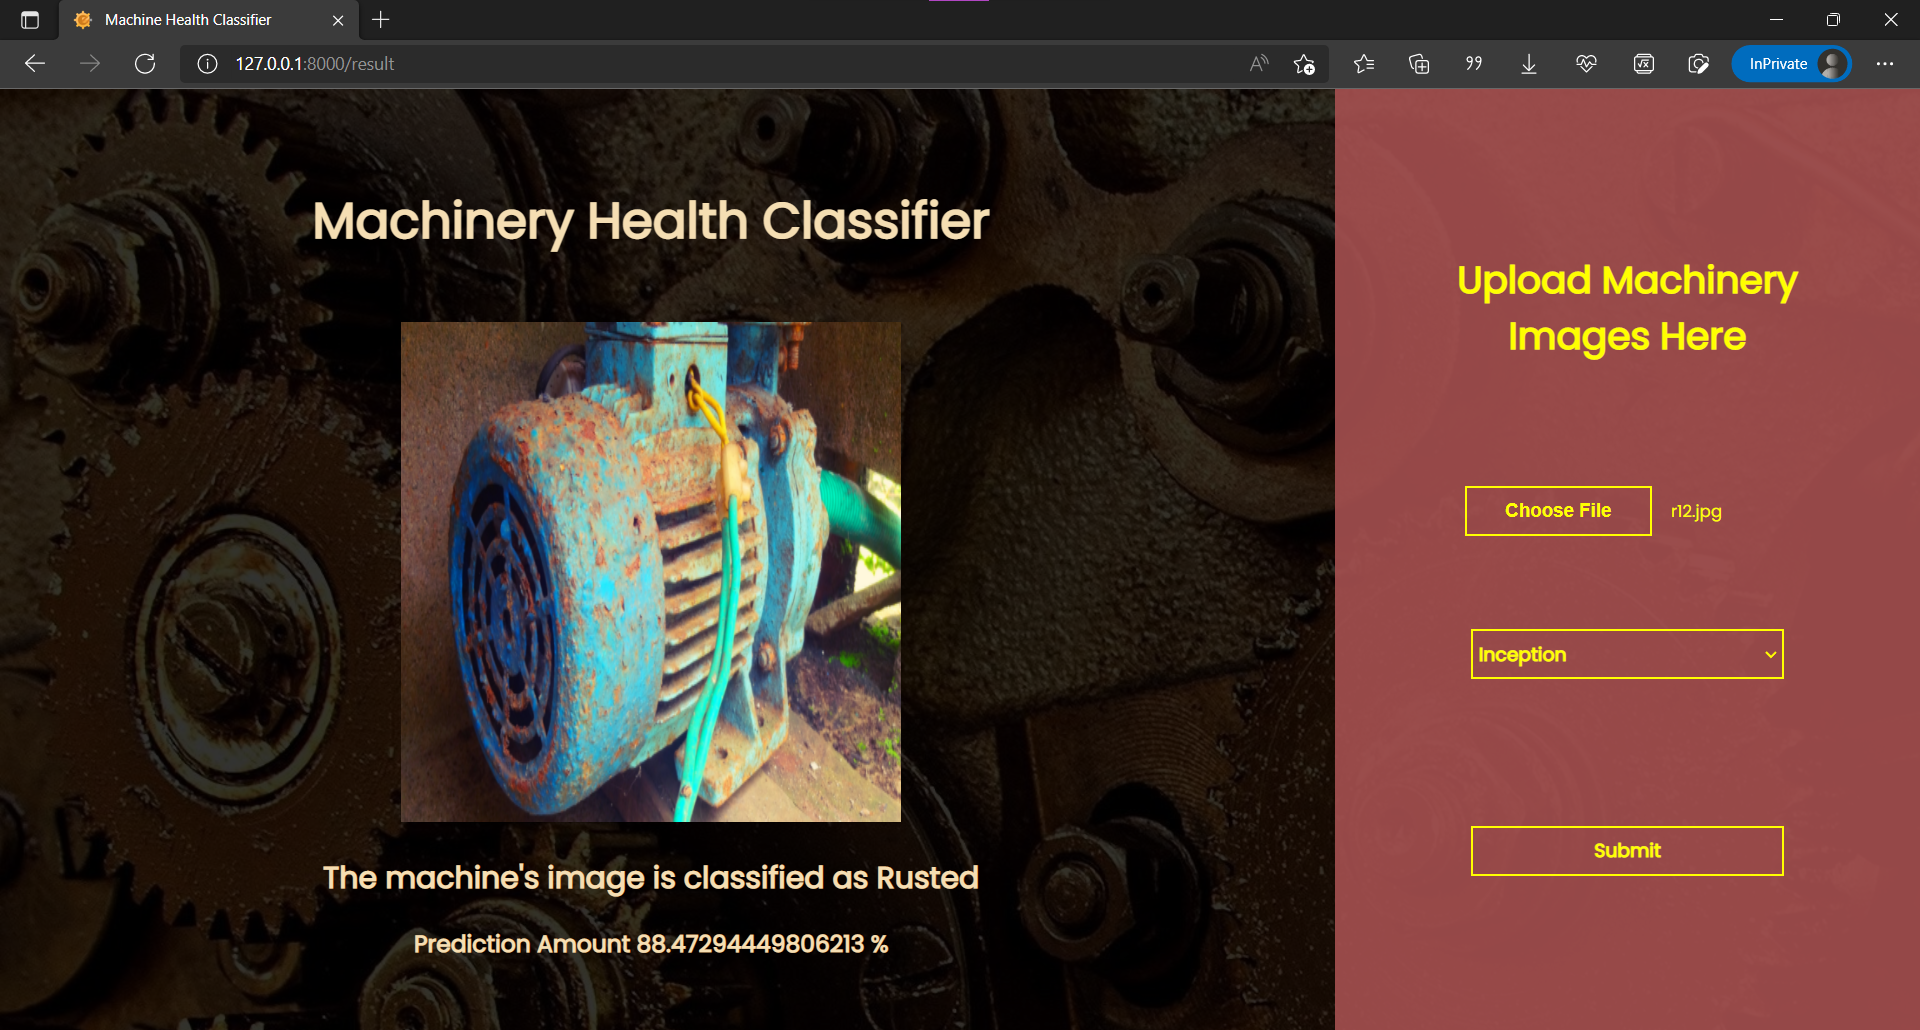 Machine Health Classifier
127.0.0.1:8000/result
InPrivate
Machinery Health Classifier
The machine's image is classified as Rusted
Prediction Amount 88.47294449806213 %
Upload Machinery
Images Here
Choose File r12.jpg
Inception
Submit